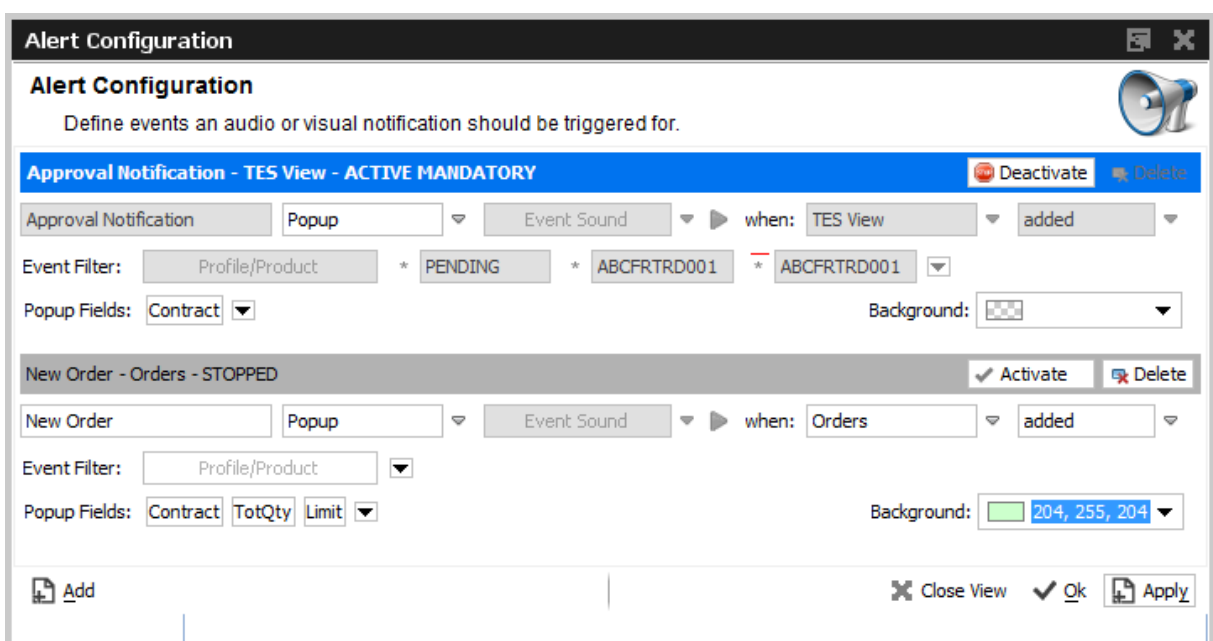 Alert Configuration
Alert Configuration
Define events an audio or visual notification should be triggered for.
Approval Notification - TES View - ACTIVE MANDATORY Deactivate Delete
Approval Notification Popup Event Sound when: TES View added
Event Filter: Profile/Product * PENDING * ABCFRTRD001 * ABCFRTRD001
Popup Fields: Contract Background:
New Order - Orders - STOPPED Activate Delete
New Order Popup Event Sound when: Orders added
Event Filter: Profile/Product
Popup Fields: Contract TotQty Limit Background: 204, 255, 204
Add Close View Ok Apply